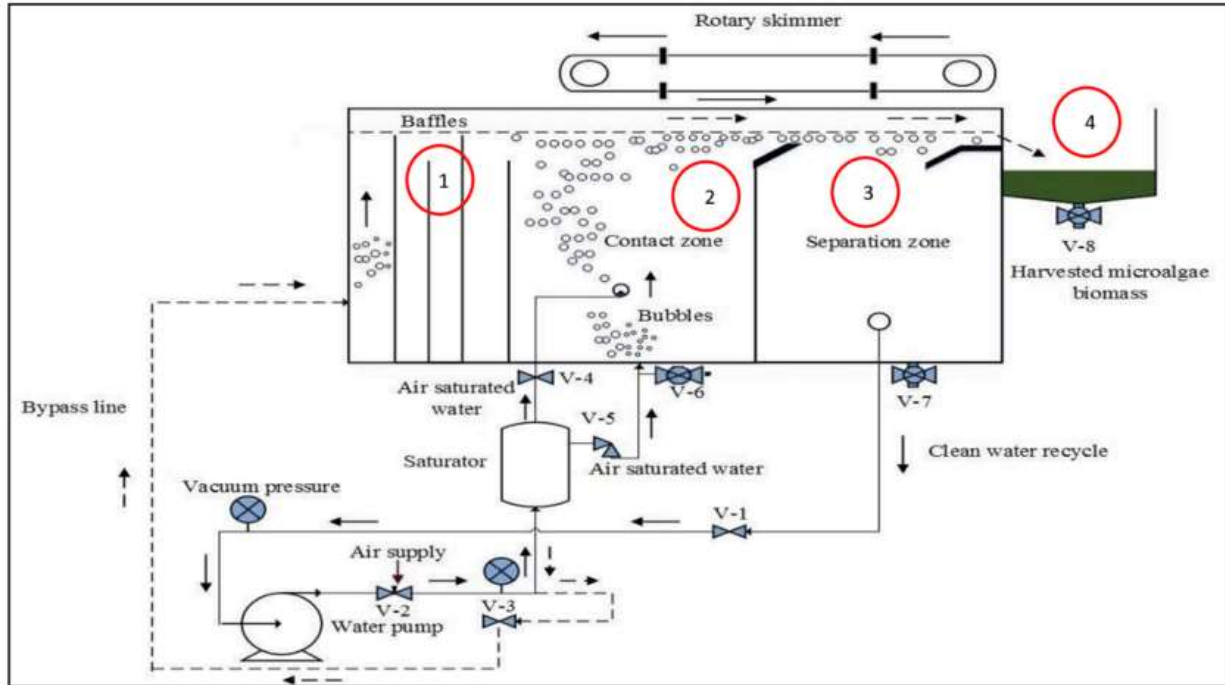 Rotary skimmer
Baffles
1
2
3
4
Contact zone
Separation zone
V-8
Harvested microalgae
biomass
Bubbles
Air saturated
water
V-4
V-6
V-7
Bypass line
V-5
Saturator
Air saturated water
Clean water recycle
Vacuum pressure
V-1
Air supply
V-2
V-3
Water pump